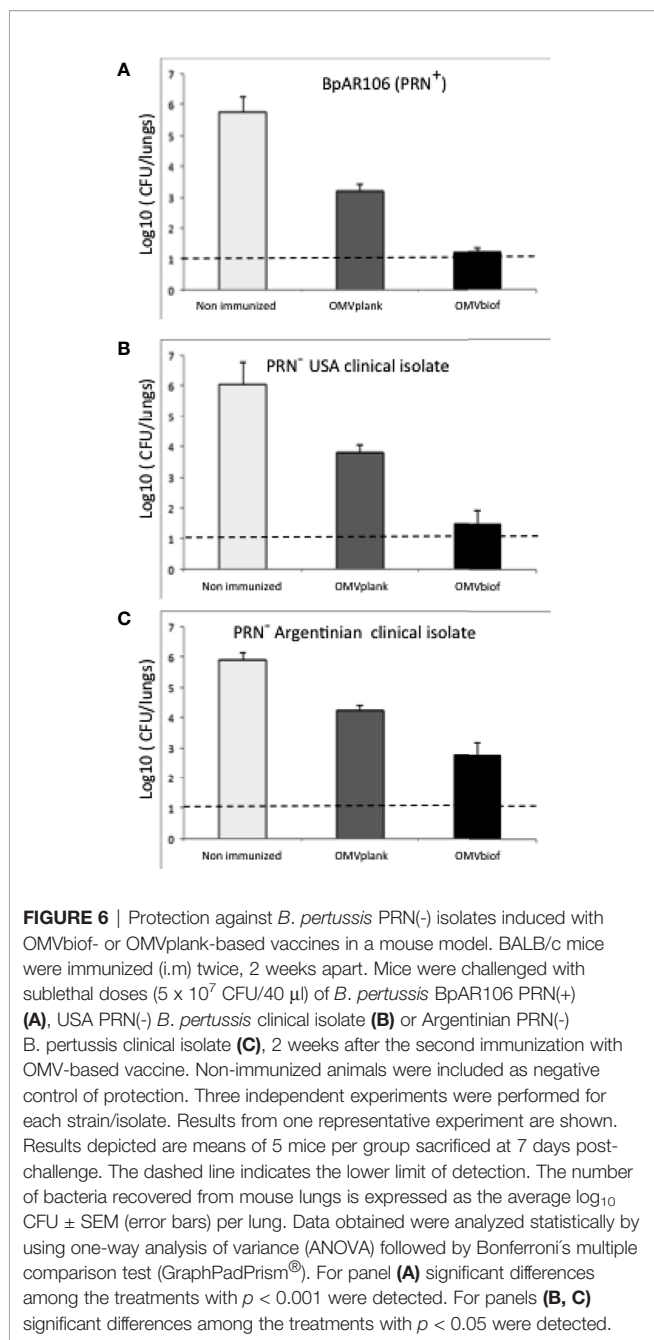 A
BpAR106 (PRN⁺)
Log10 ( CFU/lungs)
7
6
5
4
3
2
1
0
Non immunized OMVplank OMVbiof
B
PRN⁻ USA clinical isolate
Log10 ( CFU/lungs)
7
6
5
4
3
2
1
0
Non immunized OMVplank OMVbiof
C
PRN⁻ Argentinian clinical isolate
Log10 ( CFU/lungs)
7
6
5
4
3
2
1
0
Non immunized OMVplank OMVbiof
FIGURE 6 | Protection against B. pertussis PRN(-) isolates induced with
OMVbiof- or OMVplank-based vaccines in a mouse model. BALB/c mice
were immunized (i.m) twice, 2 weeks apart. Mice were challenged with
sublethal doses (5 x 10⁷ CFU/40 µl) of B. pertussis BpAR106 PRN(+)
(A), USA PRN(-) B. pertussis clinical isolate (B) or Argentinian PRN(-)
B. pertussis clinical isolate (C), 2 weeks after the second immunization with
OMV-based vaccine. Non-immunized animals were included as negative
control of protection. Three independent experiments were performed for
each strain/isolate. Results from one representative experiment are shown.
Results depicted are means of 5 mice per group sacrificed at 7 days post-
challenge. The dashed line indicates the lower limit of detection. The number
of bacteria recovered from mouse lungs is expressed as the average log₁₀
CFU ± SEM (error bars) per lung. Data obtained were analyzed statistically by
using one-way analysis of variance (ANOVA) followed by Bonferroni´s multiple
comparison test (GraphPadPrism®). For panel (A) significant differences
among the treatments with p < 0.001 were detected. For panels (B, C)
significant differences among the treatments with p < 0.05 were detected.